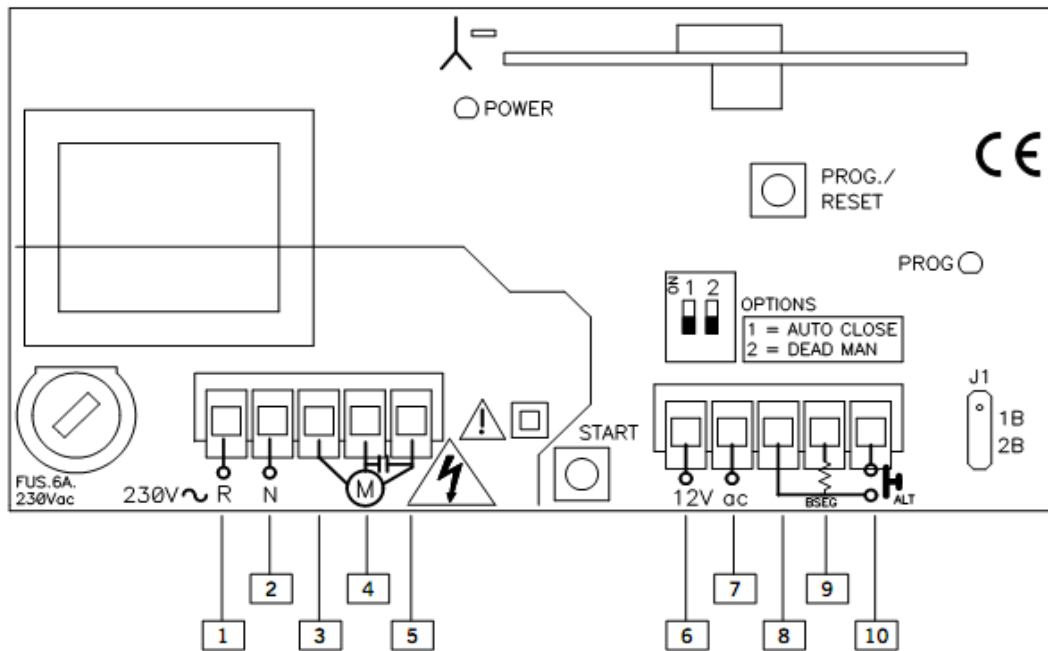 POWER
CE
PROG./
RESET
PROG
ON
1 2
OPTIONS
1 = AUTO CLOSE
2 = DEAD MAN
J1
1B
2B
START
FUS.6A.
230Vac
230V~ R N
M
12V ac
BSEG
ALT
2
4
7
9
1
3
5
6
8
10